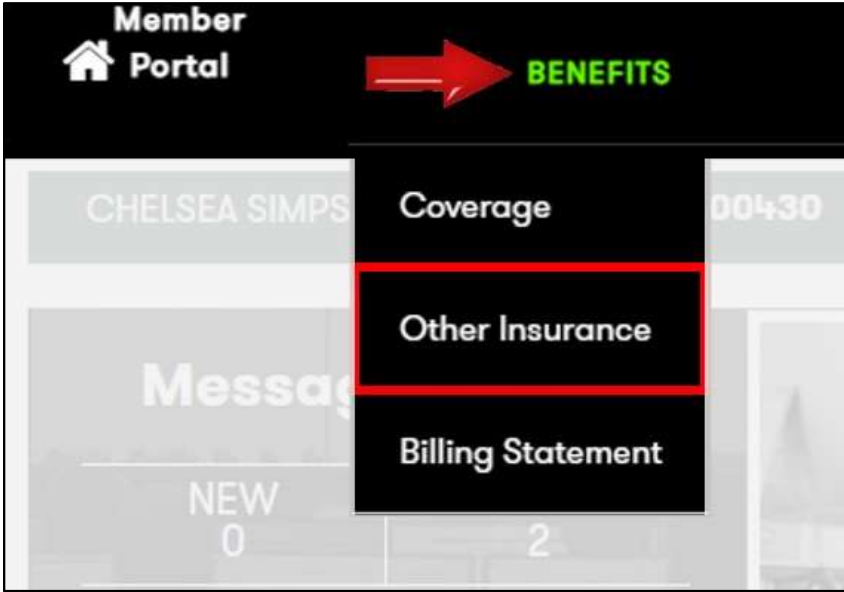 Member
Portal
BENEFITS
CHELSEA SIMPS
00430
Coverage
Other Insurance
Messag
Billing Statement
NEW
0
2